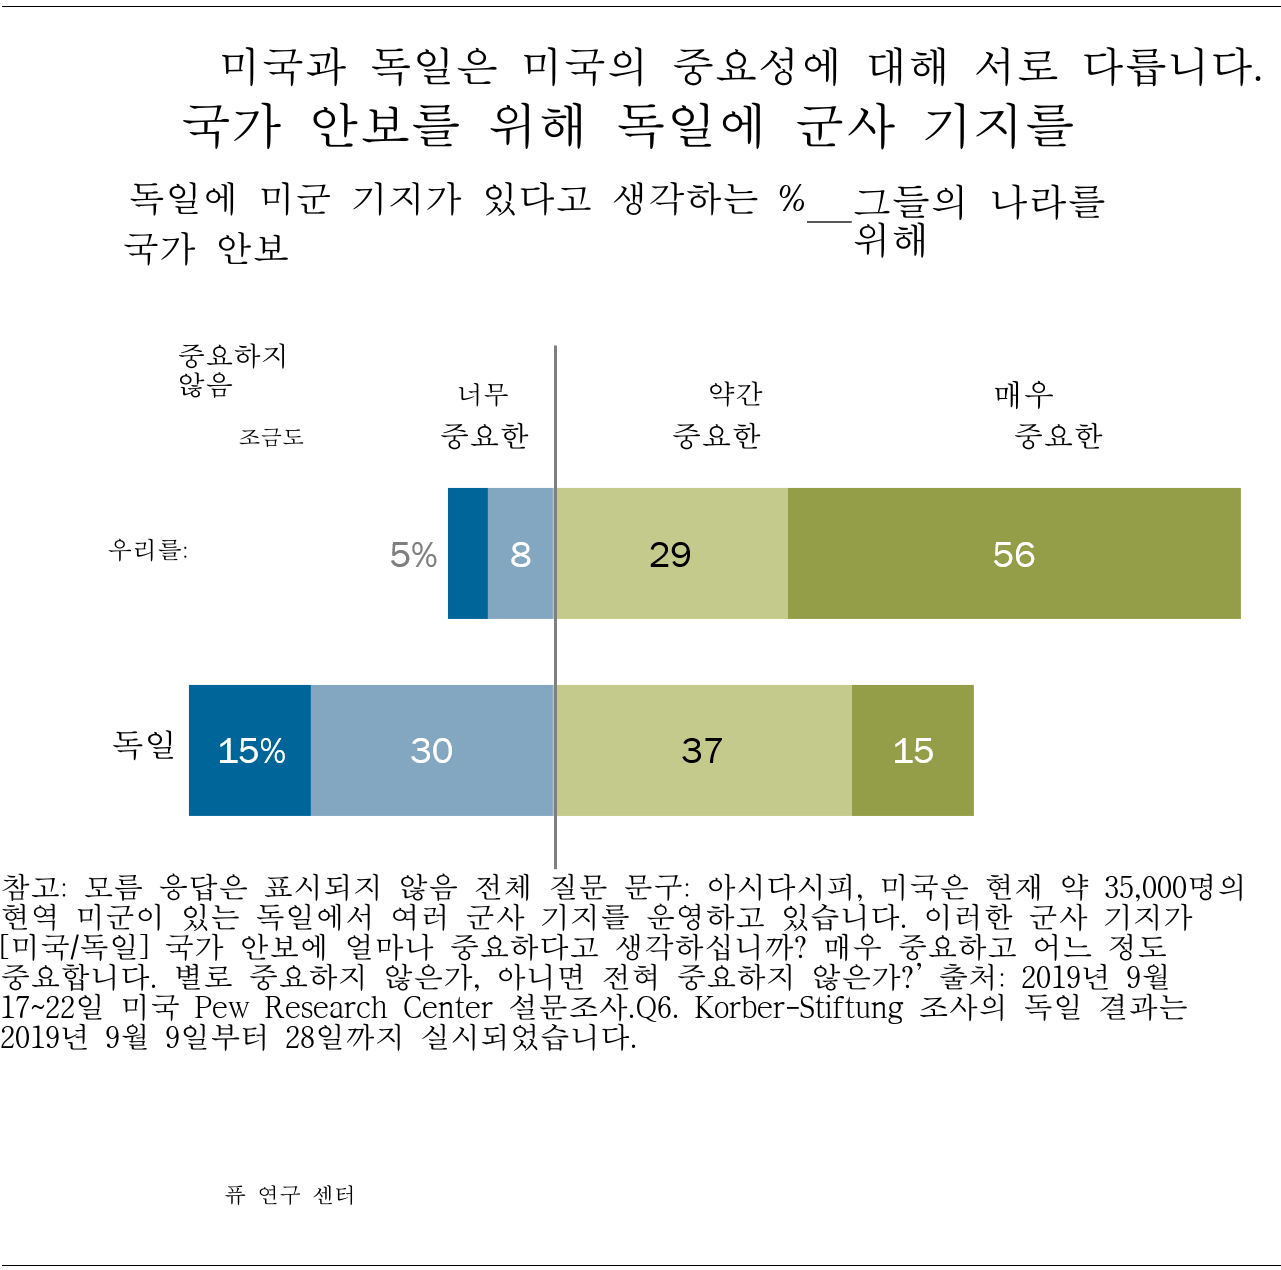 미국과 독일은 미국의 중요성에 대해 서로 다릅니다.
국가 안보를 위해 독일에 군사 기지를
독일에 미군 기지가 있다고 생각하는 %__그들의 나라를 위해
국가 안보
중요하지 않음
조금도
너무
중요한
약간
중요한
매우
중요한
우리를:
5%
8
29
56
독일
15%
30
37
15
참고: 모름 응답은 표시되지 않음 전체 질문 문구: 아시다시피, 미국은 현재 약 35,000명의
현역 미군이 있는 독일에서 여러 군사 기지를 운영하고 있습니다. 이러한 군사 기지가
[미국/독일] 국가 안보에 얼마나 중요하다고 생각하십니까? 매우 중요하고 어느 정도
중요합니다. 별로 중요하지 않은가, 아니면 전혀 중요하지 않은가?’ 출처: 2019년 9월
17~22일 미국 Pew Research Center 설문조사.Q6. Korber-Stiftung 조사의 독일 결과는
2019년 9월 9일부터 28일까지 실시되었습니다.
퓨 연구 센터